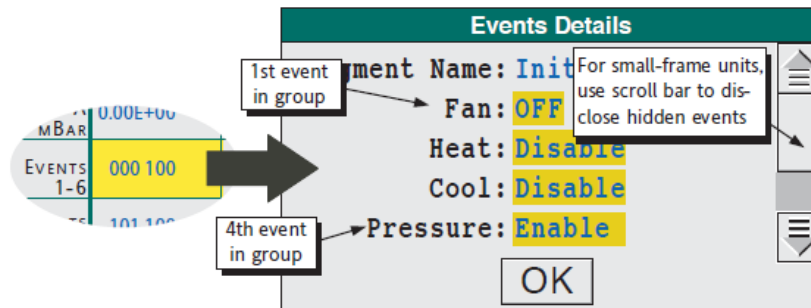 Events Details
gment Name: Init
1st event
in group
For small-frame units,
use scroll bar to dis-
close hidden events
Fan: OFF
Heat: Disable
Cool: Disable
Pressure: Enable
4th event
in group
OK
0.00E+00
MBAR
EVENTS
1-6
000 100
101 100